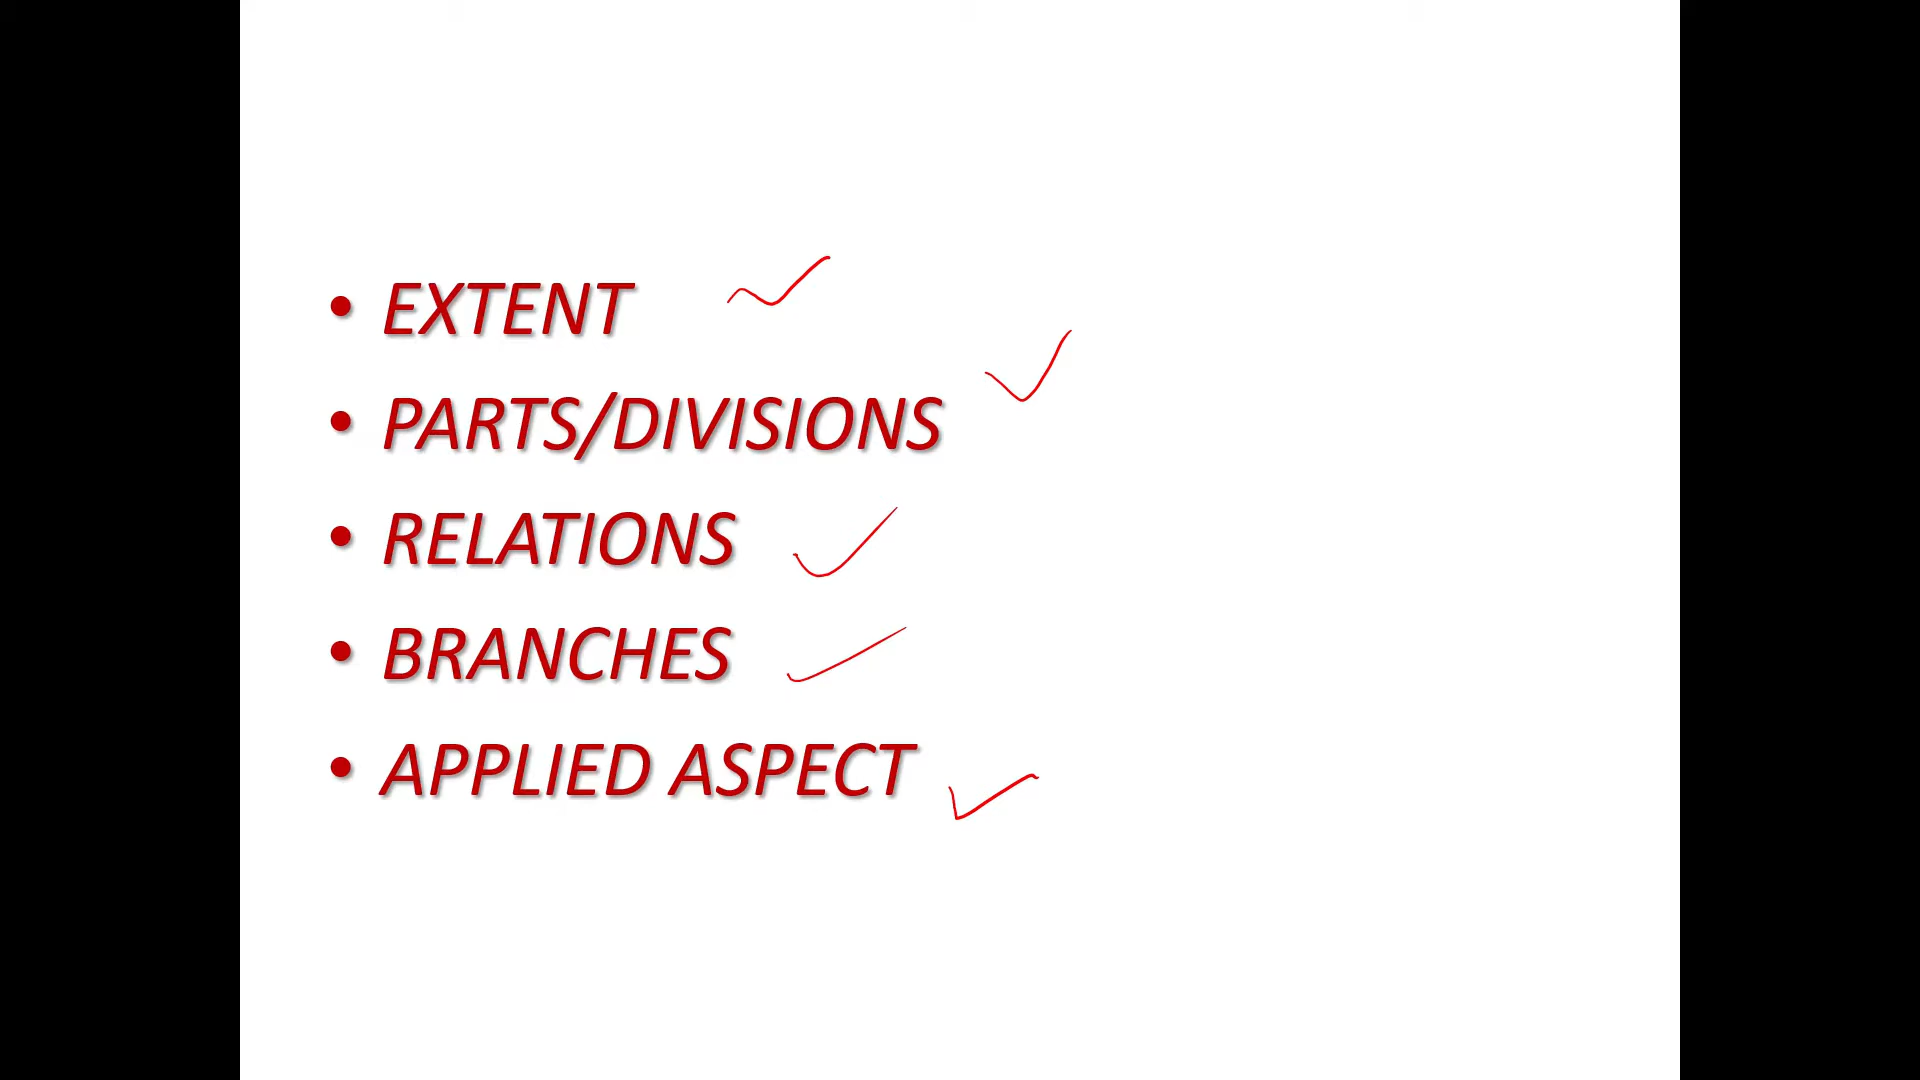 • EXTENT
• PARTS/DIVISIONS
• RELATIONS
• BRANCHES
• APPLIED ASPECT